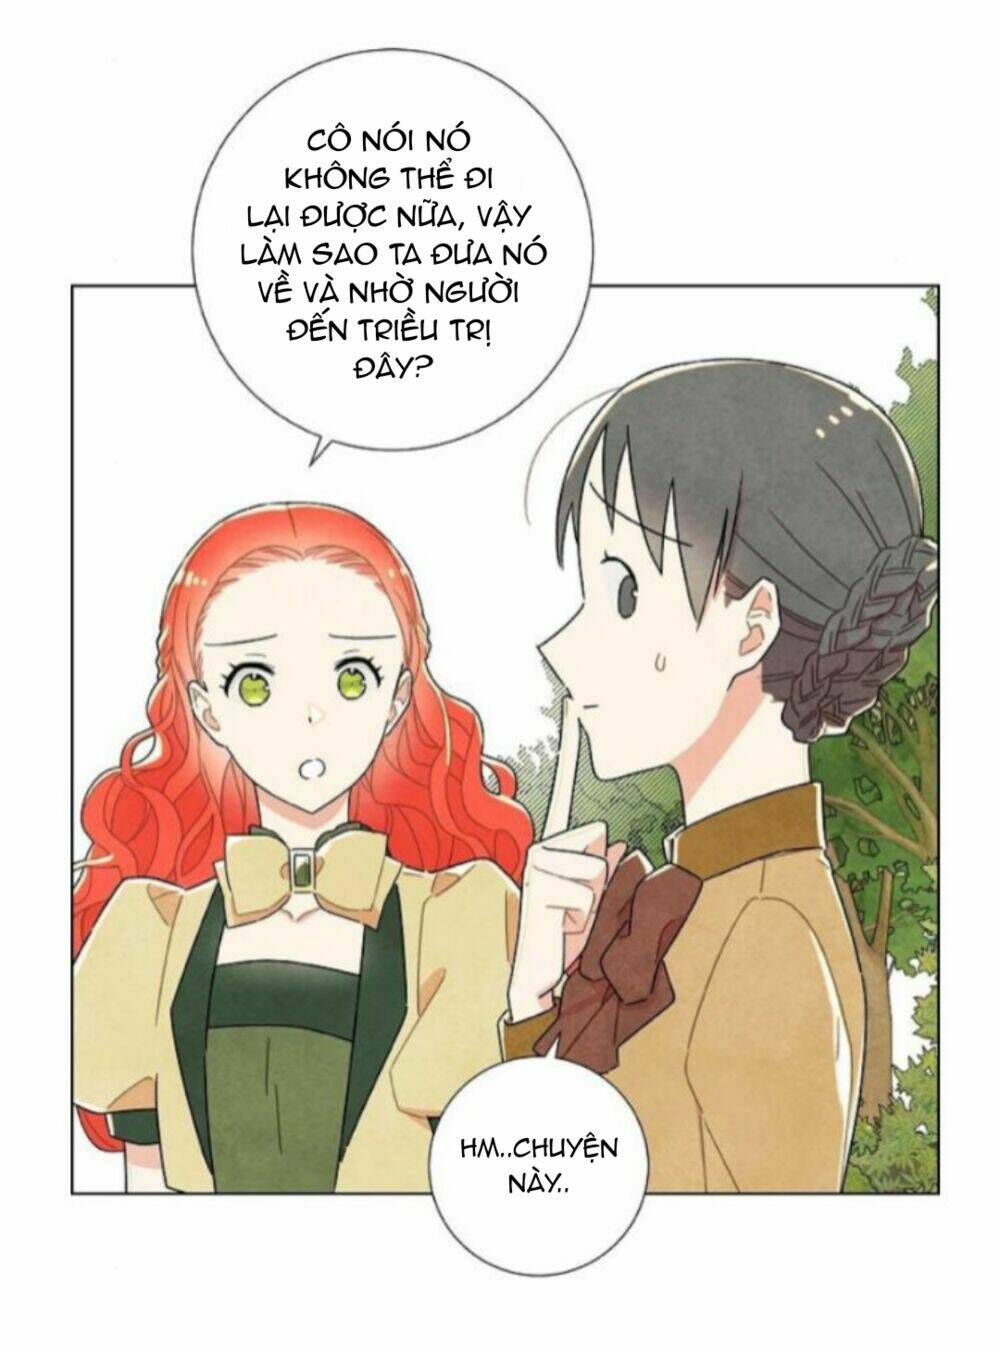 CÔ NÓI NÓ
KHÔNG THỂ ĐI
LẠI ĐƯỢC NỮA, VẬY
LÀM SAO TA ĐƯA NÓ
VỀ VÀ NHỜ NGƯỜI
ĐẾN TRIỀU TRỊ
ĐÂY?
HM..CHUYỆN
NÀY..